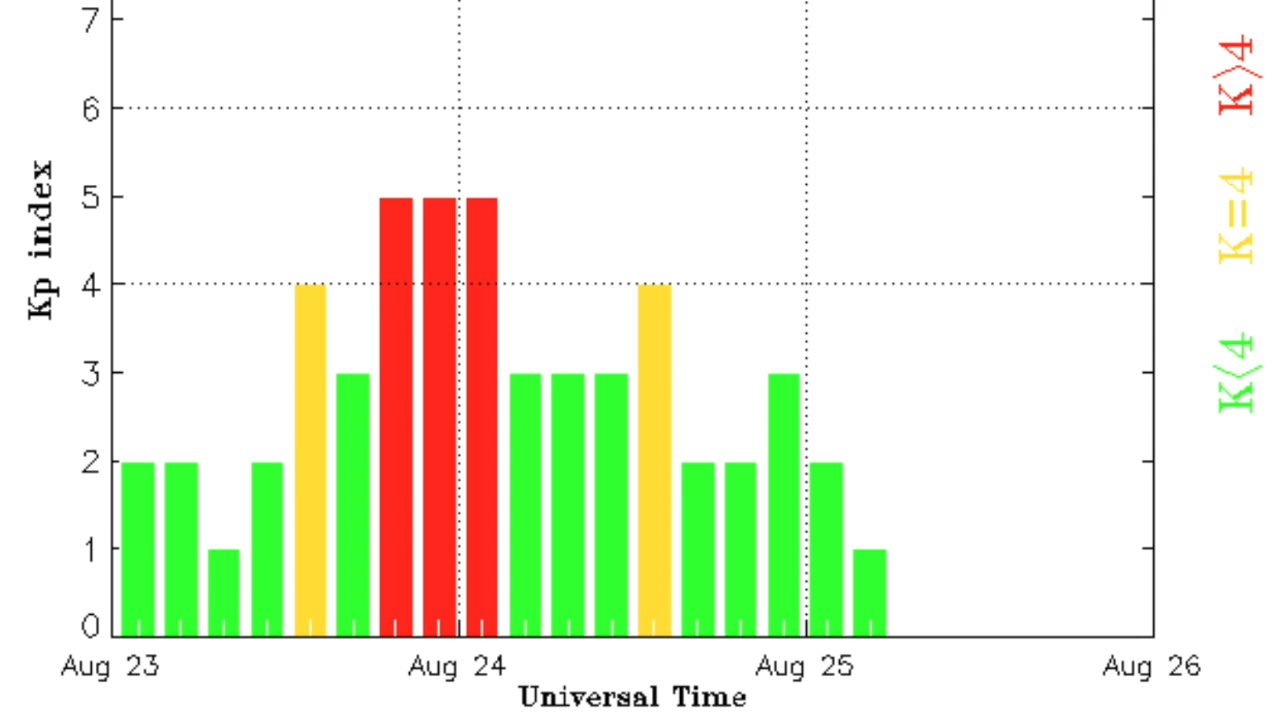 7
6
5
4
3
2
1
0
Kp index
Aug 23
Aug 24
Aug 25
Aug 26
Universal Time
K>4
K=4
K<4